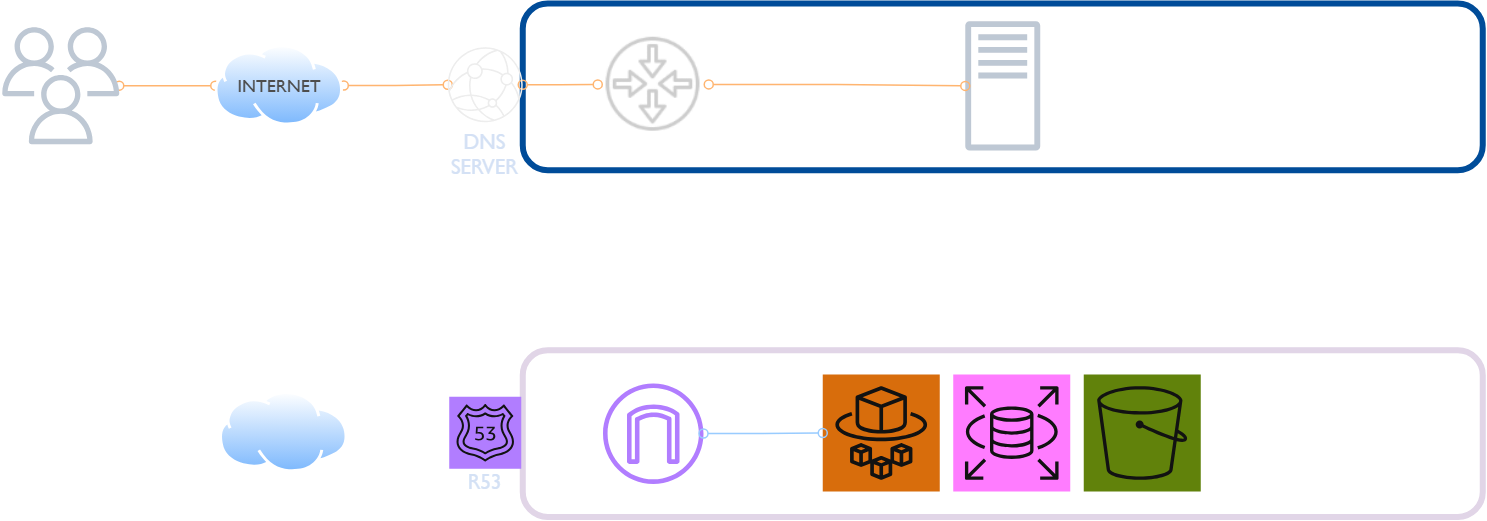 INTERNET
DNS
SERVER
53
R53